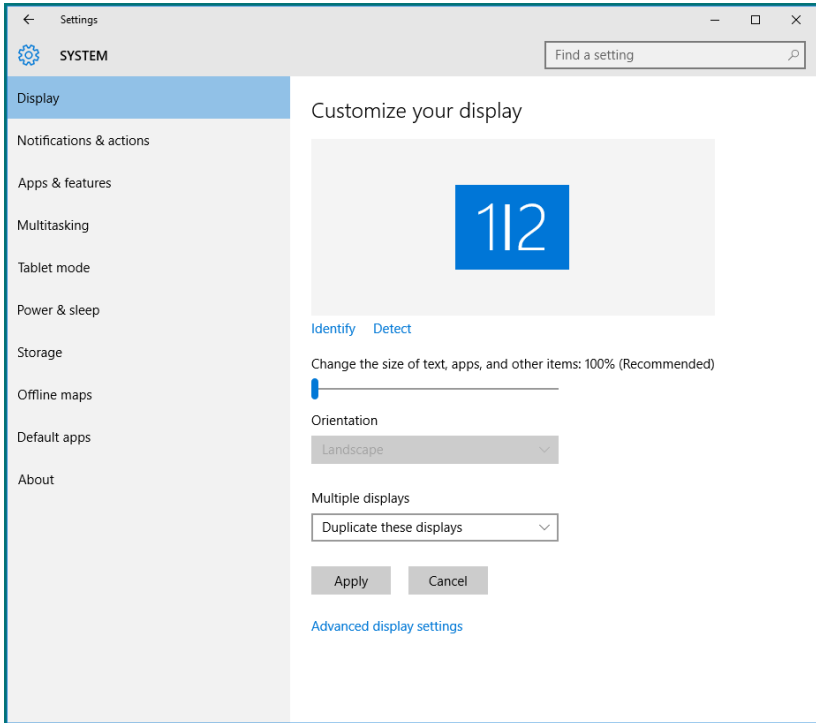 Settings
SYSTEM
Find a setting
Display
Notifications & actions
Apps & features
Multitasking
Tablet mode
Power & sleep
Storage
Offline maps
Default apps
About
Customize your display
1|2
Identify Detect
Change the size of text, apps, and other items: 100% (Recommended)
Orientation
Landscape
Multiple displays
Duplicate these displays
Apply Cancel
Advanced display settings